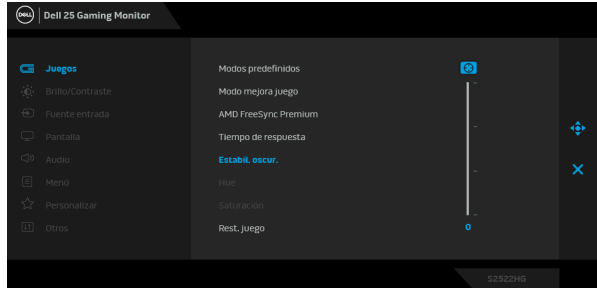 DELL Dell 25 Gaming Monitor
Juegos
Modos predefinidos
Brillo/Contraste
Modo mejora juego
Fuente entrada
AMD FreeSync Premium
Pantalla
Tiempo de respuesta
Audio
Estabil. oscur.
Menú
Hue
Personalizar
Saturación
Otros
Rest. juego
0
S2522HG